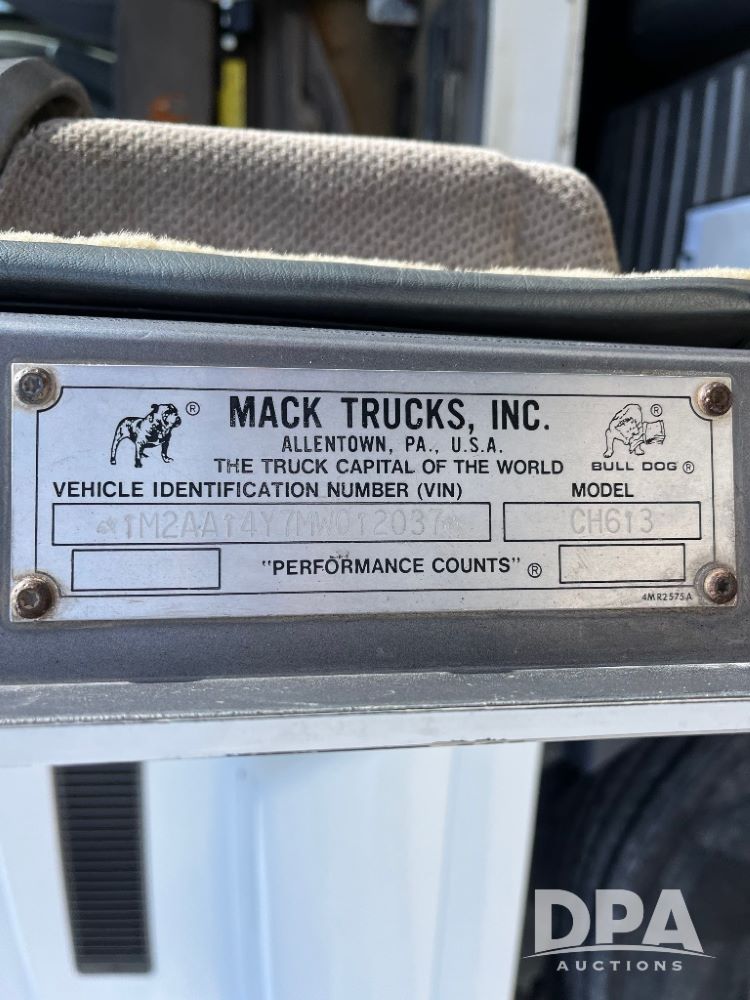 ® MACK TRUCKS, INC. ®
ALLENTOWN, PA., U.S.A.
THE TRUCK CAPITAL OF THE WORLD BULL DOG ®
VEHICLE IDENTIFICATION NUMBER (VIN) MODEL
*1M2AA14Y7MW012037* CH613
"PERFORMANCE COUNTS" ®
4MR2575A
DPA
AUCTIONS